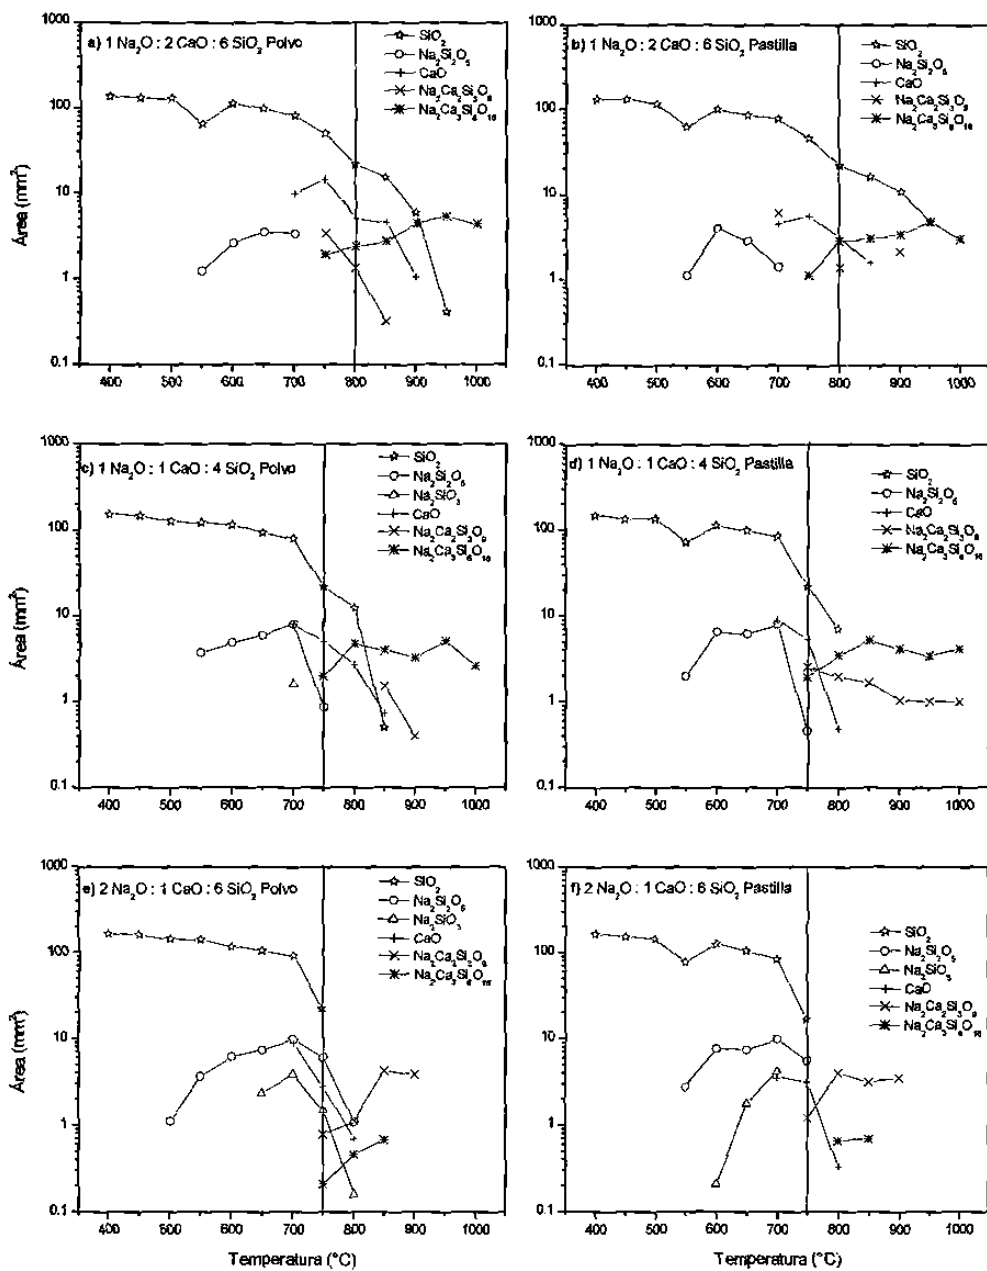 a) 1 Na₂O : 2 CaO : 6 SiO₂ Polvo
SiO₂
Na₂Si₂O₅
CaO
Na₂Ca₂Si₃O₉
Na₂Ca₃Si₆O₁₆
Área (mm²)
1000
100
10
1
0.1
400 500 600 700 800 900 1000
b) 1 Na₂O : 2 CaO : 6 SiO₂ Pastilla
SiO₂
Na₂Si₂O₅
CaO
Na₂Ca₂Si₃O₉
Na₂Ca₃Si₆O₁₆
1000
100
10
1
0.1
400 500 600 700 800 900 1000
c) 1 Na₂O : 1 CaO : 4 SiO₂ Polvo
SiO₂
Na₂Si₂O₅
Na₂SiO₃
CaO
Na₂Ca₂Si₃O₉
Na₂Ca₃Si₆O₁₆
Área (mm²)
1000
100
10
1
0.1
400 500 600 700 800 900 1000
d) 1 Na₂O : 1 CaO : 4 SiO₂ Pastilla
SiO₂
Na₂Si₂O₅
CaO
Na₂Ca₂Si₃O₉
Na₂Ca₃Si₆O₁₆
1000
100
10
1
0.1
400 500 600 700 800 900 1000
e) 2 Na₂O : 1 CaO : 6 SiO₂ Polvo
SiO₂
Na₂Si₂O₅
Na₂SiO₃
CaO
Na₂Ca₂Si₃O₉
Na₂Ca₃Si₆O₁₆
Área (mm²)
1000
100
10
1
0.1
400 500 600 700 800 900 1000
Temperatura (°C)
f) 2 Na₂O : 1 CaO : 6 SiO₂ Pastilla
SiO₂
Na₂Si₂O₅
Na₂SiO₃
CaO
Na₂Ca₂Si₃O₉
Na₂Ca₃Si₆O₁₆
1000
100
10
1
0.1
400 500 600 700 800 900 1000
Temperatura (°C)